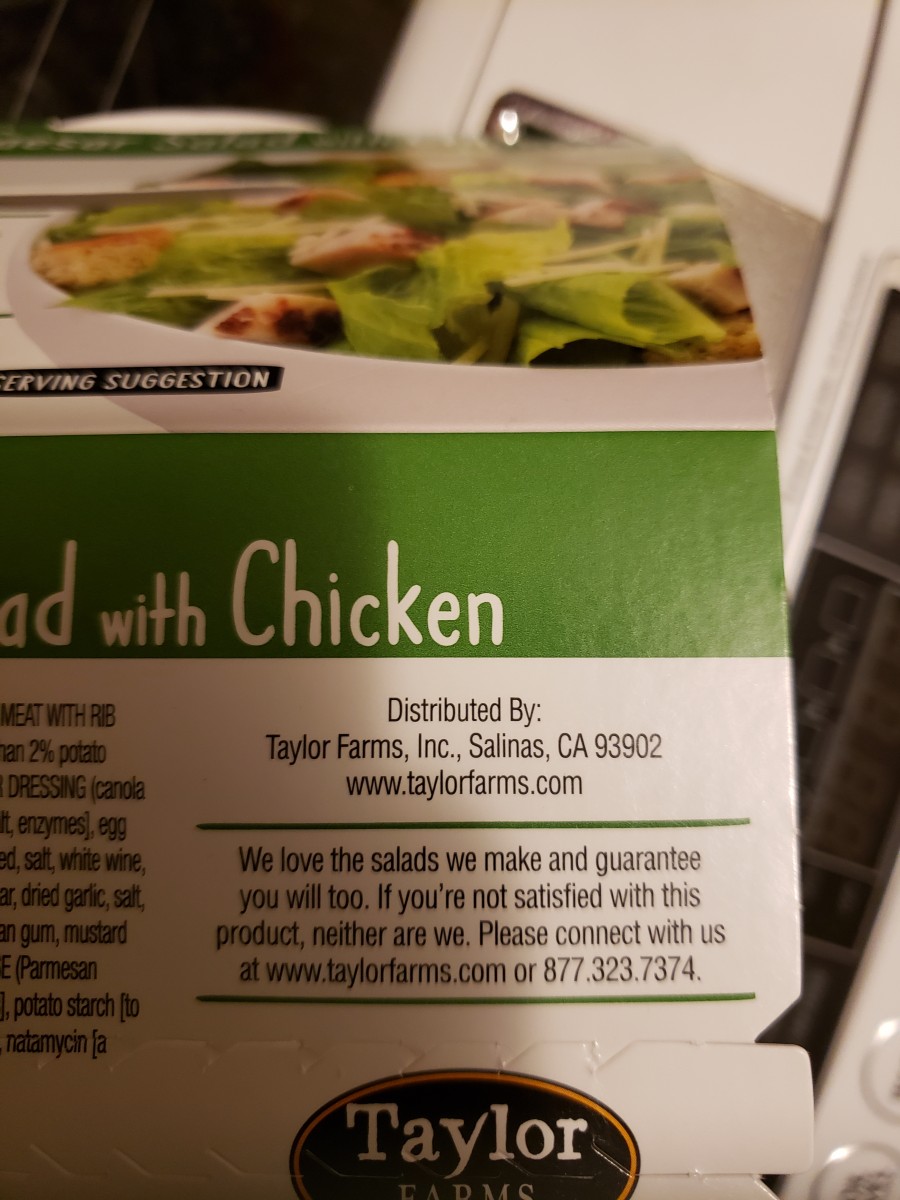 aesar Salad with
SERVING SUGGESTION
ad with Chicken
MEAT WITH RIB
han 2% potato
DRESSING (canola
lt, enzymes], egg
ed, salt, white wine,
ar, dried garlic, salt,
an gum, mustard
E (Parmesan
], potato starch [to
, natamycin [a
Distributed By:
Taylor Farms, Inc., Salinas, CA 93902
www.taylorfarms.com
We love the salads we make and guarantee
you will too. If you're not satisfied with this
product, neither are we. Please connect with us
at www.taylorfarms.com or 877.323.7374.
Taylor
FARMS